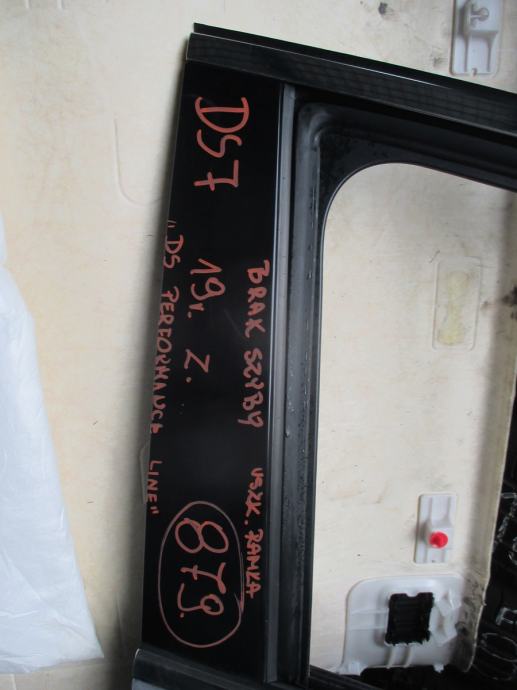 DS7
BRAK SZYBY USZK. RAMKA
19r. Z.
"DS PERFORMANCE LINE"
879.